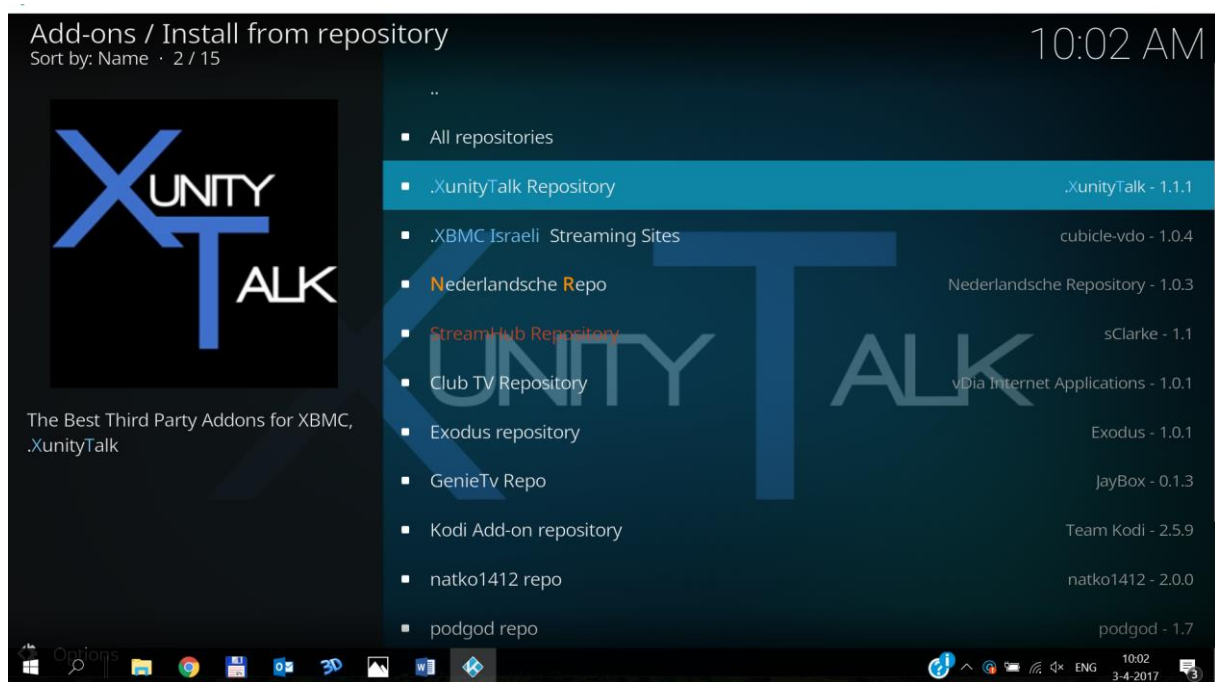 Add-ons / Install from repository
Sort by: Name · 2 / 15
10:02 AM
XUNITY
TALK
The Best Third Party Addons for XBMC,
.XunityTalk
..
All repositories
.XunityTalk Repository .XunityTalk - 1.1.1
.XBMC Israeli Streaming Sites cubicle-vdo - 1.0.4
Nederlandsche Repo Nederlandsche Repository - 1.0.3
StreamHub Repository sClarke - 1.1
Club TV Repository vDia Internet Applications - 1.0.1
Exodus repository Exodus - 1.0.1
GenieTv Repo JayBox - 0.1.3
Kodi Add-on repository Team Kodi - 2.5.9
natko1412 repo natko1412 - 2.0.0
podgod repo podgod - 1.7
XUNITY TALK
Options
3D
ENG
10:02
3-4-2017
3